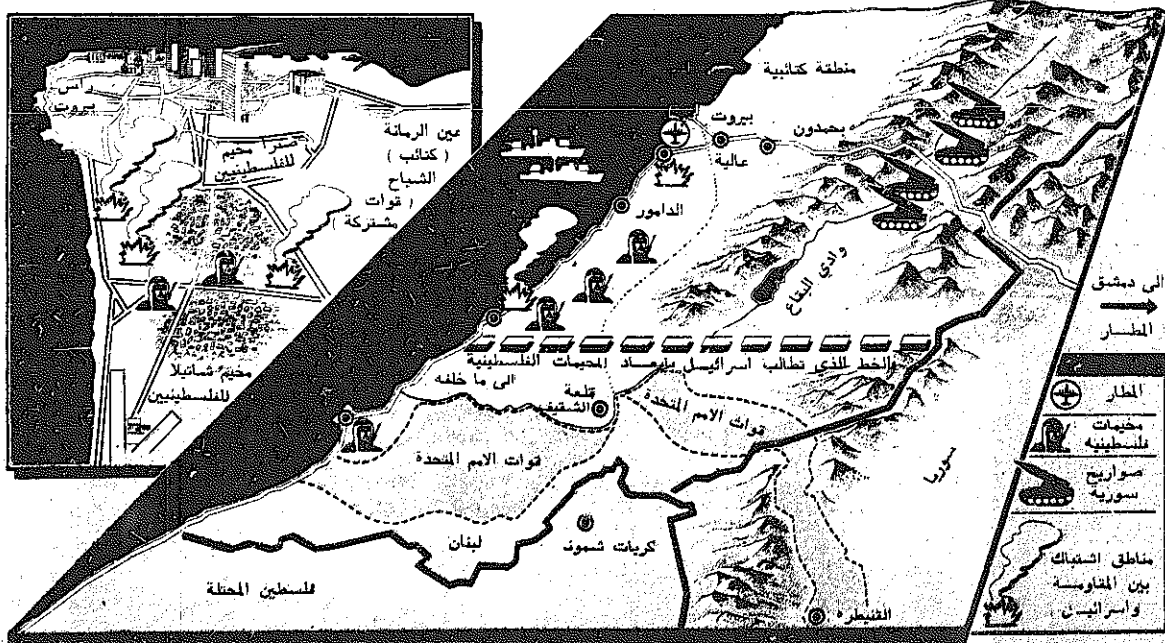 راس
بيروت
صبرا مخيم
للفلسطينيين
عين الرمانة
( كتائب )
الشياح
( قوات
مشتركة )
مخيم شاتيلا
للفلسطينيين
منطقة كتائبية
بيروت
عالية
بحمدون
الدامور
وادي البقاع
الخط الذي تطالب اسرائيل بابعاد المخيمات الفلسطينية
الى ما خلفه
قلعة
الشقيف
قوات الامم المتحدة
قوات الامم المتحدة
لبنان
كريات شمونة
فلسطين المحتلة
القنيطرة
سوريا
الى دمشق
المطار
المطار
مخيمات
فلسطينية
صواريخ
سورية
مناطق اشتباك
بين المقاومة
واسرائيل